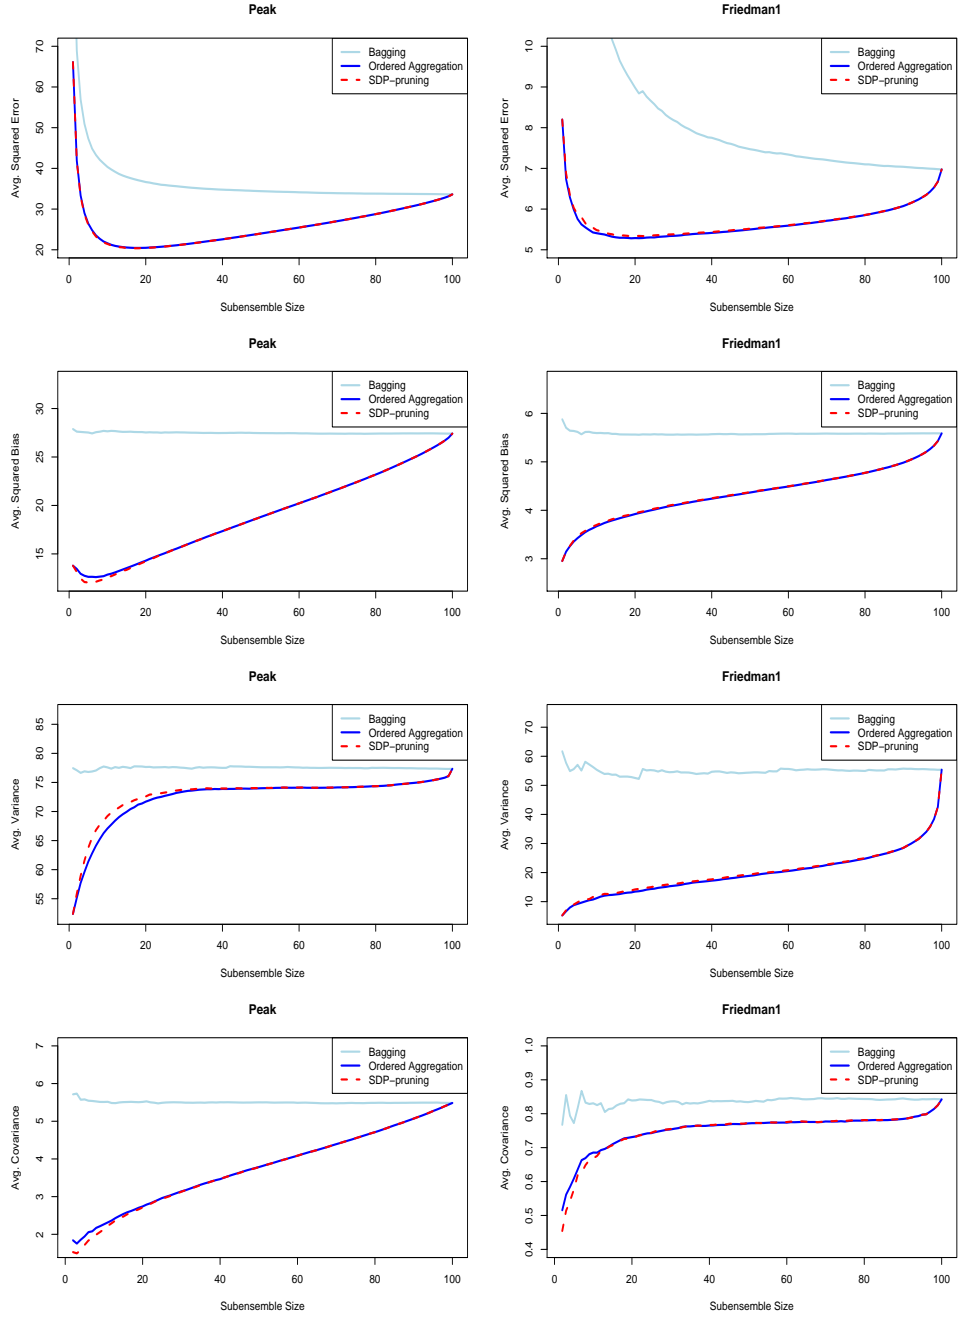 Peak
Avg. Squared Error
70
60
50
40
30
20
0 20 40 60 80 100
Subensemble Size
Bagging
Ordered Aggregation
SDP-pruning
Friedman1
Avg. Squared Error
10
9
8
7
6
5
0 20 40 60 80 100
Subensemble Size
Bagging
Ordered Aggregation
SDP-pruning
Peak
Avg. Squared Bias
30
25
20
15
0 20 40 60 80 100
Subensemble Size
Bagging
Ordered Aggregation
SDP-pruning
Friedman1
Avg. Squared Bias
6
5
4
3
0 20 40 60 80 100
Subensemble Size
Bagging
Ordered Aggregation
SDP-pruning
Peak
Avg. Variance
85
80
75
70
65
60
55
0 20 40 60 80 100
Subensemble Size
Bagging
Ordered Aggregation
SDP-pruning
Friedman1
Avg. Variance
70
60
50
40
30
20
10
0 20 40 60 80 100
Subensemble Size
Bagging
Ordered Aggregation
SDP-pruning
Peak
Avg. Covariance
7
6
5
4
3
2
0 20 40 60 80 100
Subensemble Size
Bagging
Ordered Aggregation
SDP-pruning
Friedman1
Avg. Covariance
1.0
0.9
0.8
0.7
0.6
0.5
0.4
0 20 40 60 80 100
Subensemble Size
Bagging
Ordered Aggregation
SDP-pruning